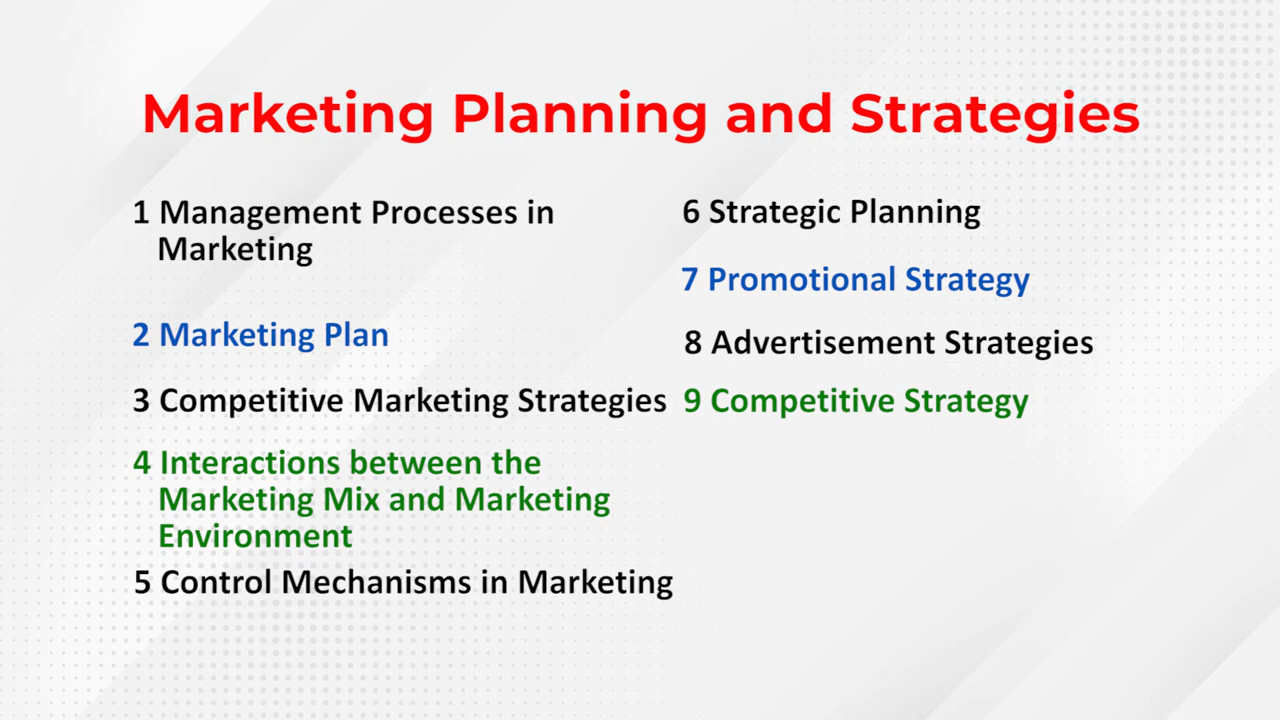 Marketing Planning and Strategies
1 Management Processes in
Marketing
2 Marketing Plan
3 Competitive Marketing Strategies
4 Interactions between the
Marketing Mix and Marketing
Environment
5 Control Mechanisms in Marketing
6 Strategic Planning
7 Promotional Strategy
8 Advertisement Strategies
9 Competitive Strategy